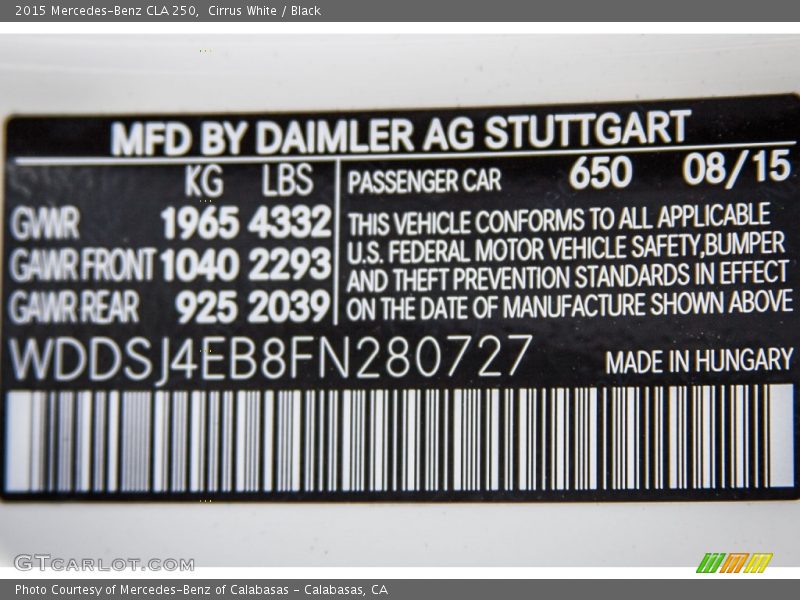 2015 Mercedes-Benz CLA 250,  Cirrus White / Black
MFD BY DAIMLER AG STUTTGART
KG LBS
GWR 1965 4332
GAWR FRONT 1040 2293
GAWR REAR 925 2039
PASSENGER CAR 650 08/15
THIS VEHICLE CONFORMS TO ALL APPLICABLE
U.S. FEDERAL MOTOR VEHICLE SAFETY,BUMPER
AND THEFT PREVENTION STANDARDS IN EFFECT
ON THE DATE OF MANUFACTURE SHOWN ABOVE
WDDSJ4EB8FN280727
MADE IN HUNGARY
GTCARLOT.COM
Photo Courtesy of Mercedes-Benz of Calabasas - Calabasas, CA